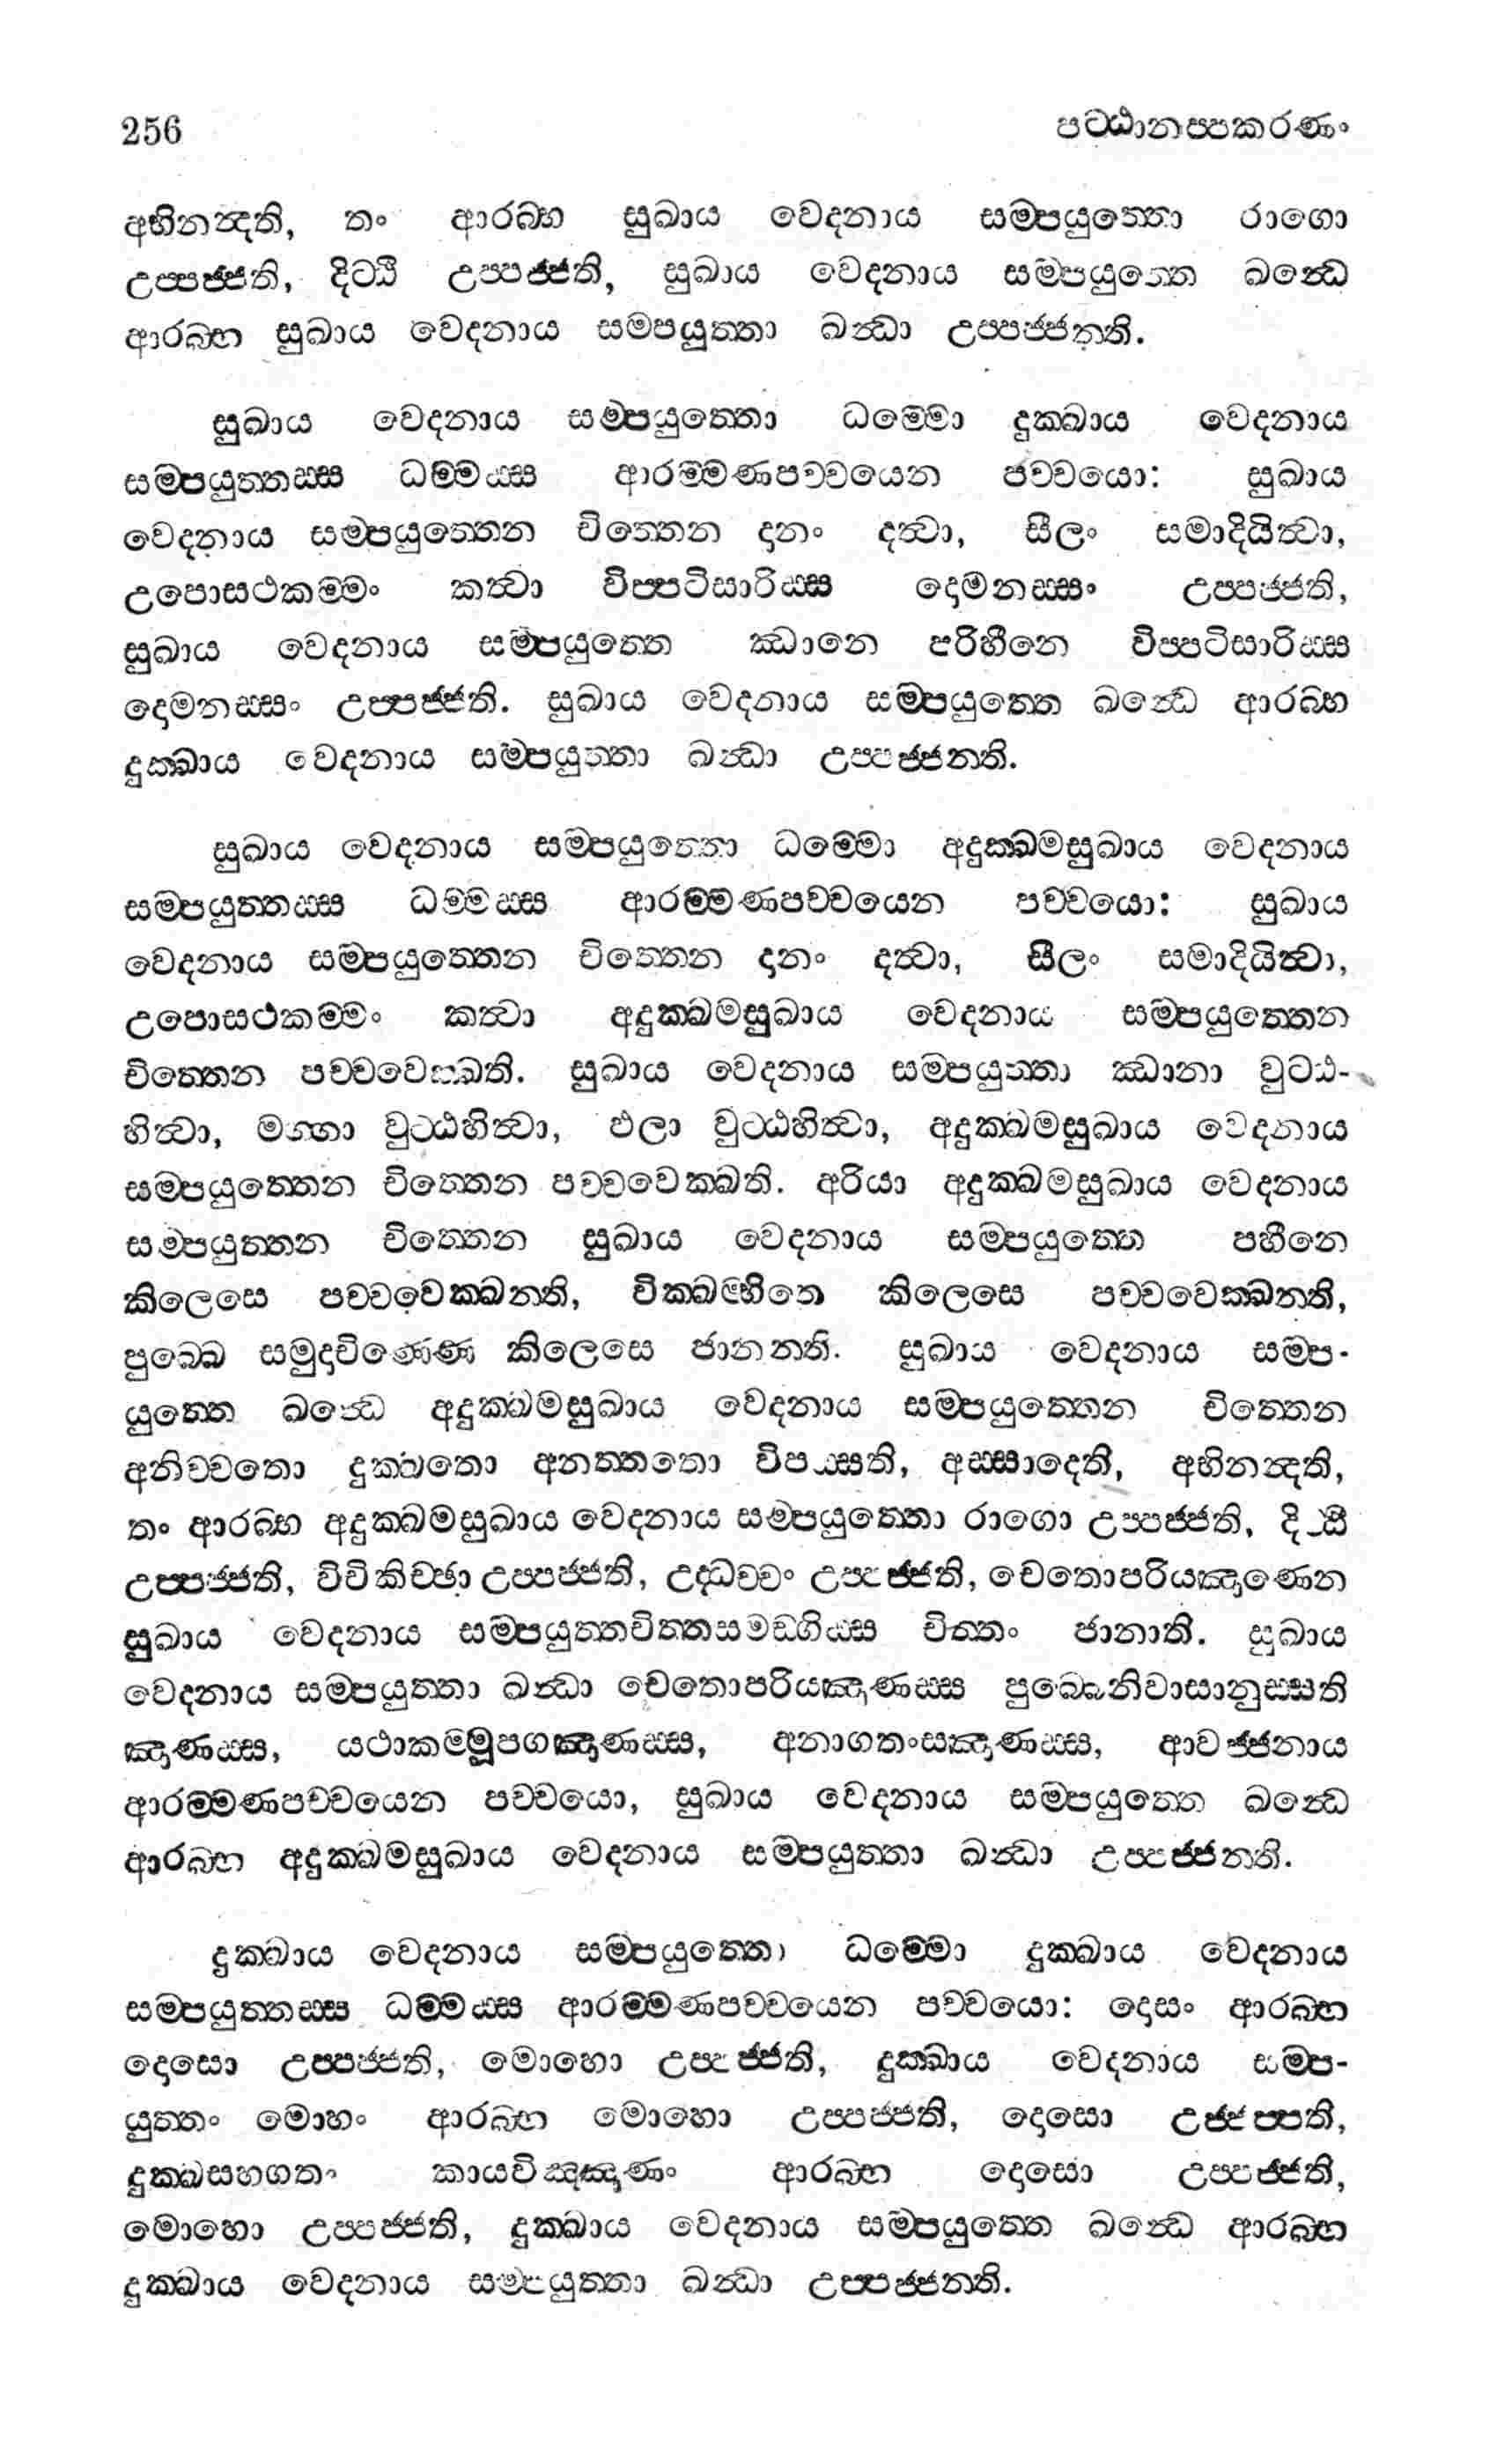 256 පට්ඨානප්පකරණං
අභිනන්දති, තං ආරබ්භ සුඛාය වෙදනාය සම්පයුත්තො රාගො
උප්පජ්ජති, දිට්ඨි උප්පජ්ජති, සුඛාය වෙදනාය සම්පයුත්තෙ ඛන්ධෙ
ආරබ්භ සුඛාය වෙදනාය සම්පයුත්තා ඛන්ධා උප්පජ්ජන්ති.
සුඛාය වෙදනාය සම්පයුත්තො ධම්මො දුක්ඛාය වෙදනාය
සම්පයුත්තස්ස ධම්මස්ස ආරම්මණපච්චයෙන පච්චයො: සුඛාය
වෙදනාය සම්පයුත්තෙන චිත්තෙන දානං දත්වා, සීලං සමාදියිත්වා,
උපොසථකම්මං කත්වා විප්පටිසාරිස්ස දොමනස්සං උප්පජ්ජති,
සුඛාය වෙදනාය සම්පයුත්තෙ ඣානෙ පරිහීනෙ විප්පටිසාරිස්ස
දොමනස්සං උප්පජ්ජති. සුඛාය වෙදනාය සම්පයුත්තෙ ඛන්ධෙ ආරබ්භ
දුක්ඛාය වෙදනාය සම්පයුත්තා ඛන්ධා උප්පජ්ජන්ති.
සුඛාය වෙදනාය සම්පයුත්තො ධම්මො අදුක්ඛමසුඛාය වෙදනාය
සම්පයුත්තස්ස ධම්මස්ස ආරම්මණපච්චයෙන පච්චයො: සුඛාය
වෙදනාය සම්පයුත්තෙන චිත්තෙන දානං දත්වා, සීලං සමාදියිත්වා,
උපොසථකම්මං කත්වා අදුක්ඛමසුඛාය වෙදනාය සම්පයුත්තෙන
චිත්තෙන පච්චවෙක්ඛති. සුඛාය වෙදනාය සම්පයුත්තා ඣානා වුට්ඨ-
හිත්වා, මග්ගා වුට්ඨහිත්වා, ඵලා වුට්ඨහිත්වා, අදුක්ඛමසුඛාය වෙදනාය
සම්පයුත්තෙන චිත්තෙන පච්චවෙක්ඛති. අරියා අදුක්ඛමසුඛාය වෙදනාය
සම්පයුත්තන චිත්තෙන සුඛාය වෙදනාය සම්පයුත්තෙ පහීනෙ
කිලෙසෙ පච්චවෙක්ඛන්ති, වික්ඛම්භිතෙ කිලෙසෙ පච්චවෙක්ඛන්ති,
පුබ්බෙ සමුදාචිණ්ණෙ කිලෙසෙ ජානන්ති. සුඛාය වෙදනාය සම්ප-
යුත්තෙ ඛන්ධෙ අදුක්ඛමසුඛාය වෙදනාය සම්පයුත්තෙන චිත්තෙන
අනිච්චතො දුක්ඛතො අනත්තතො විපස්සති, අස්සාදෙති, අභිනන්දති,
තං ආරබ්භ අදුක්ඛමසුඛාය වෙදනාය සම්පයුත්තො රාගො උප්පජ්ජති, දිට්ඨි
උප්පජ්ජති, විචිකිච්ඡා උප්පජ්ජති, උද්ධච්චං උප්පජ්ජති, චෙතොපරියඤාණෙන
සුඛාය වෙදනාය සම්පයුත්තචිත්තසමඞ්ගිස්ස චිත්තං ජානාති. සුඛාය
වෙදනාය සම්පයුත්තා ඛන්ධා චෙතොපරියඤාණස්ස පුබ්බෙනිවාසානුස්සති
ඤාණස්ස, යථාකම්මූපගඤාණස්ස, අනාගතංසඤාණස්ස, ආවජ්ජනාය
ආරම්මණපච්චයෙන පච්චයො, සුඛාය වෙදනාය සම්පයුත්තෙ ඛන්ධෙ
ආරබ්භ අදුක්ඛමසුඛාය වෙදනාය සම්පයුත්තා ඛන්ධා උප්පජ්ජන්ති.
දුක්ඛාය වෙදනාය සම්පයුත්තො ධම්මො දුක්ඛාය වෙදනාය
සම්පයුත්තස්ස ධම්මස්ස ආරම්මණපච්චයෙන පච්චයො: දොසං ආරබ්භ
දොසො උප්පජ්ජති, මොහො උප්පජ්ජති, දුක්ඛාය වෙදනාය සම්ප-
යුත්තං මොහං ආරබ්භ මොහො උප්පජ්ජති, දොසො උජ්ජප්පති,
දුක්ඛසහගතං කායවිඤ්ඤාණං ආරබ්භ දොසො උප්පජ්ජති,
මොහො උප්පජ්ජති, දුක්ඛාය වෙදනාය සම්පයුත්තෙ ඛන්ධෙ ආරබ්භ
දුක්ඛාය වෙදනාය සම්පයුත්තා ඛන්ධා උප්පජ්ජන්ති.